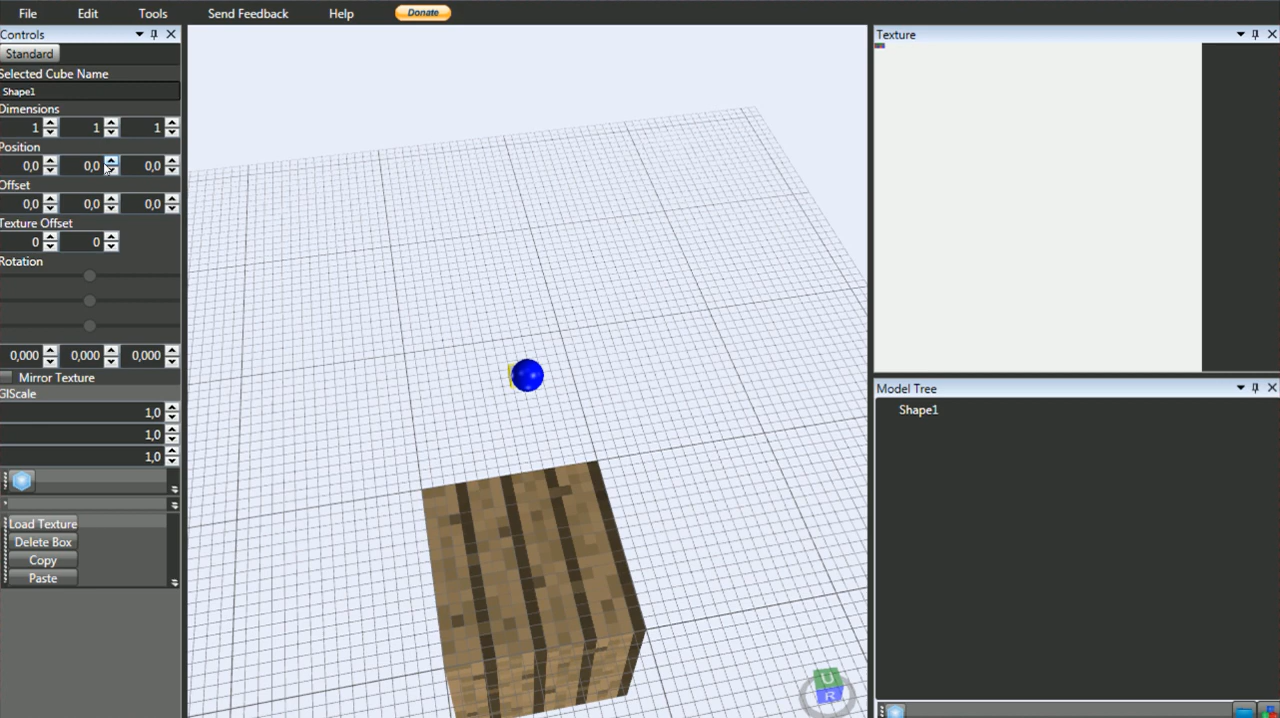 File Edit Tools Send Feedback Help Donate
Controls
Standard
Selected Cube Name
Shape1
Dimensions
1 1 1
Position
0,0 0,0 0,0
Offset
0,0 0,0 0,0
Texture Offset
0 0
Rotation
0,000 0,000 0,000
Mirror Texture
GlScale
1,0
1,0
1,0
Load Texture
Delete Box
Copy
Paste
U
R
Texture
Model Tree
Shape1